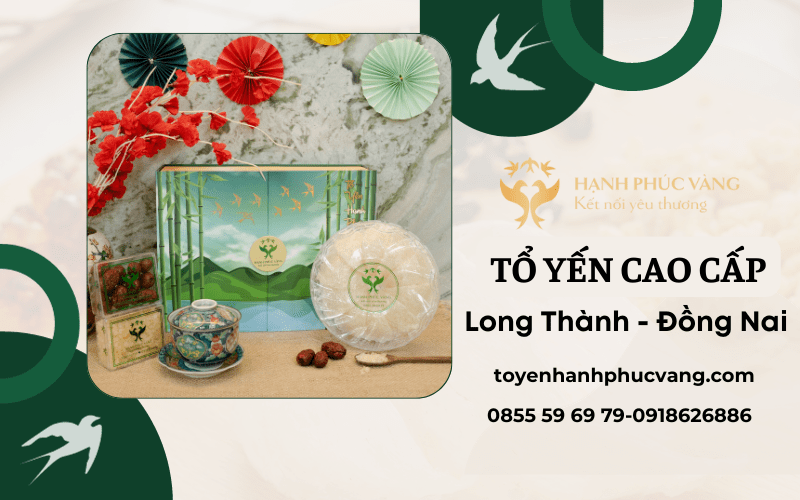 HẠNH PHÚC VÀNG
Kết nối yêu thương
TỔ YẾN CAO CẤP
Long Thành - Đồng Nai
toyenhanhphucvang.com
0855 59 69 79-0918626886